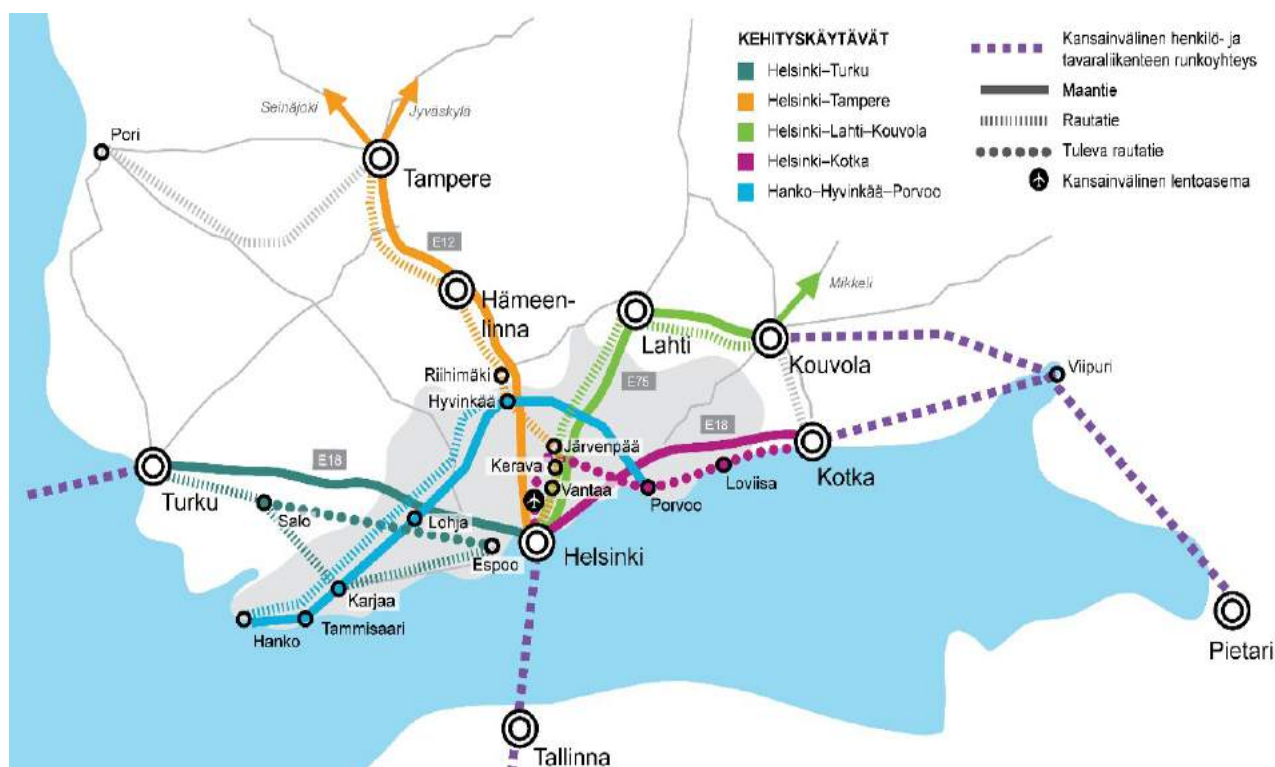 KEHITYSKÄYTÄVÄT
Helsinki–Turku
Helsinki–Tampere
Helsinki–Lahti–Kouvola
Helsinki–Kotka
Hanko–Hyvinkää–Porvoo
Kansainvälinen henkilö- ja
tavaraliikenteen runkoyhteys
Maantie
Rautatie
Tuleva rautatie
Kansainvälinen lentoasema
Seinäjoki
Jyväskylä
Pori
Tampere
E12
Hämeen-
linna
Lahti
Mikkeli
Kouvola
Viipuri
Riihimäki
Hyvinkää
E75
E18
Järvenpää
Kerava
Vantaa
Kotka
Loviisa
Porvoo
E18
Turku
Salo
Lohja
Espoo
Helsinki
Karjaa
Hanko
Tammisaari
Pietari
Tallinna